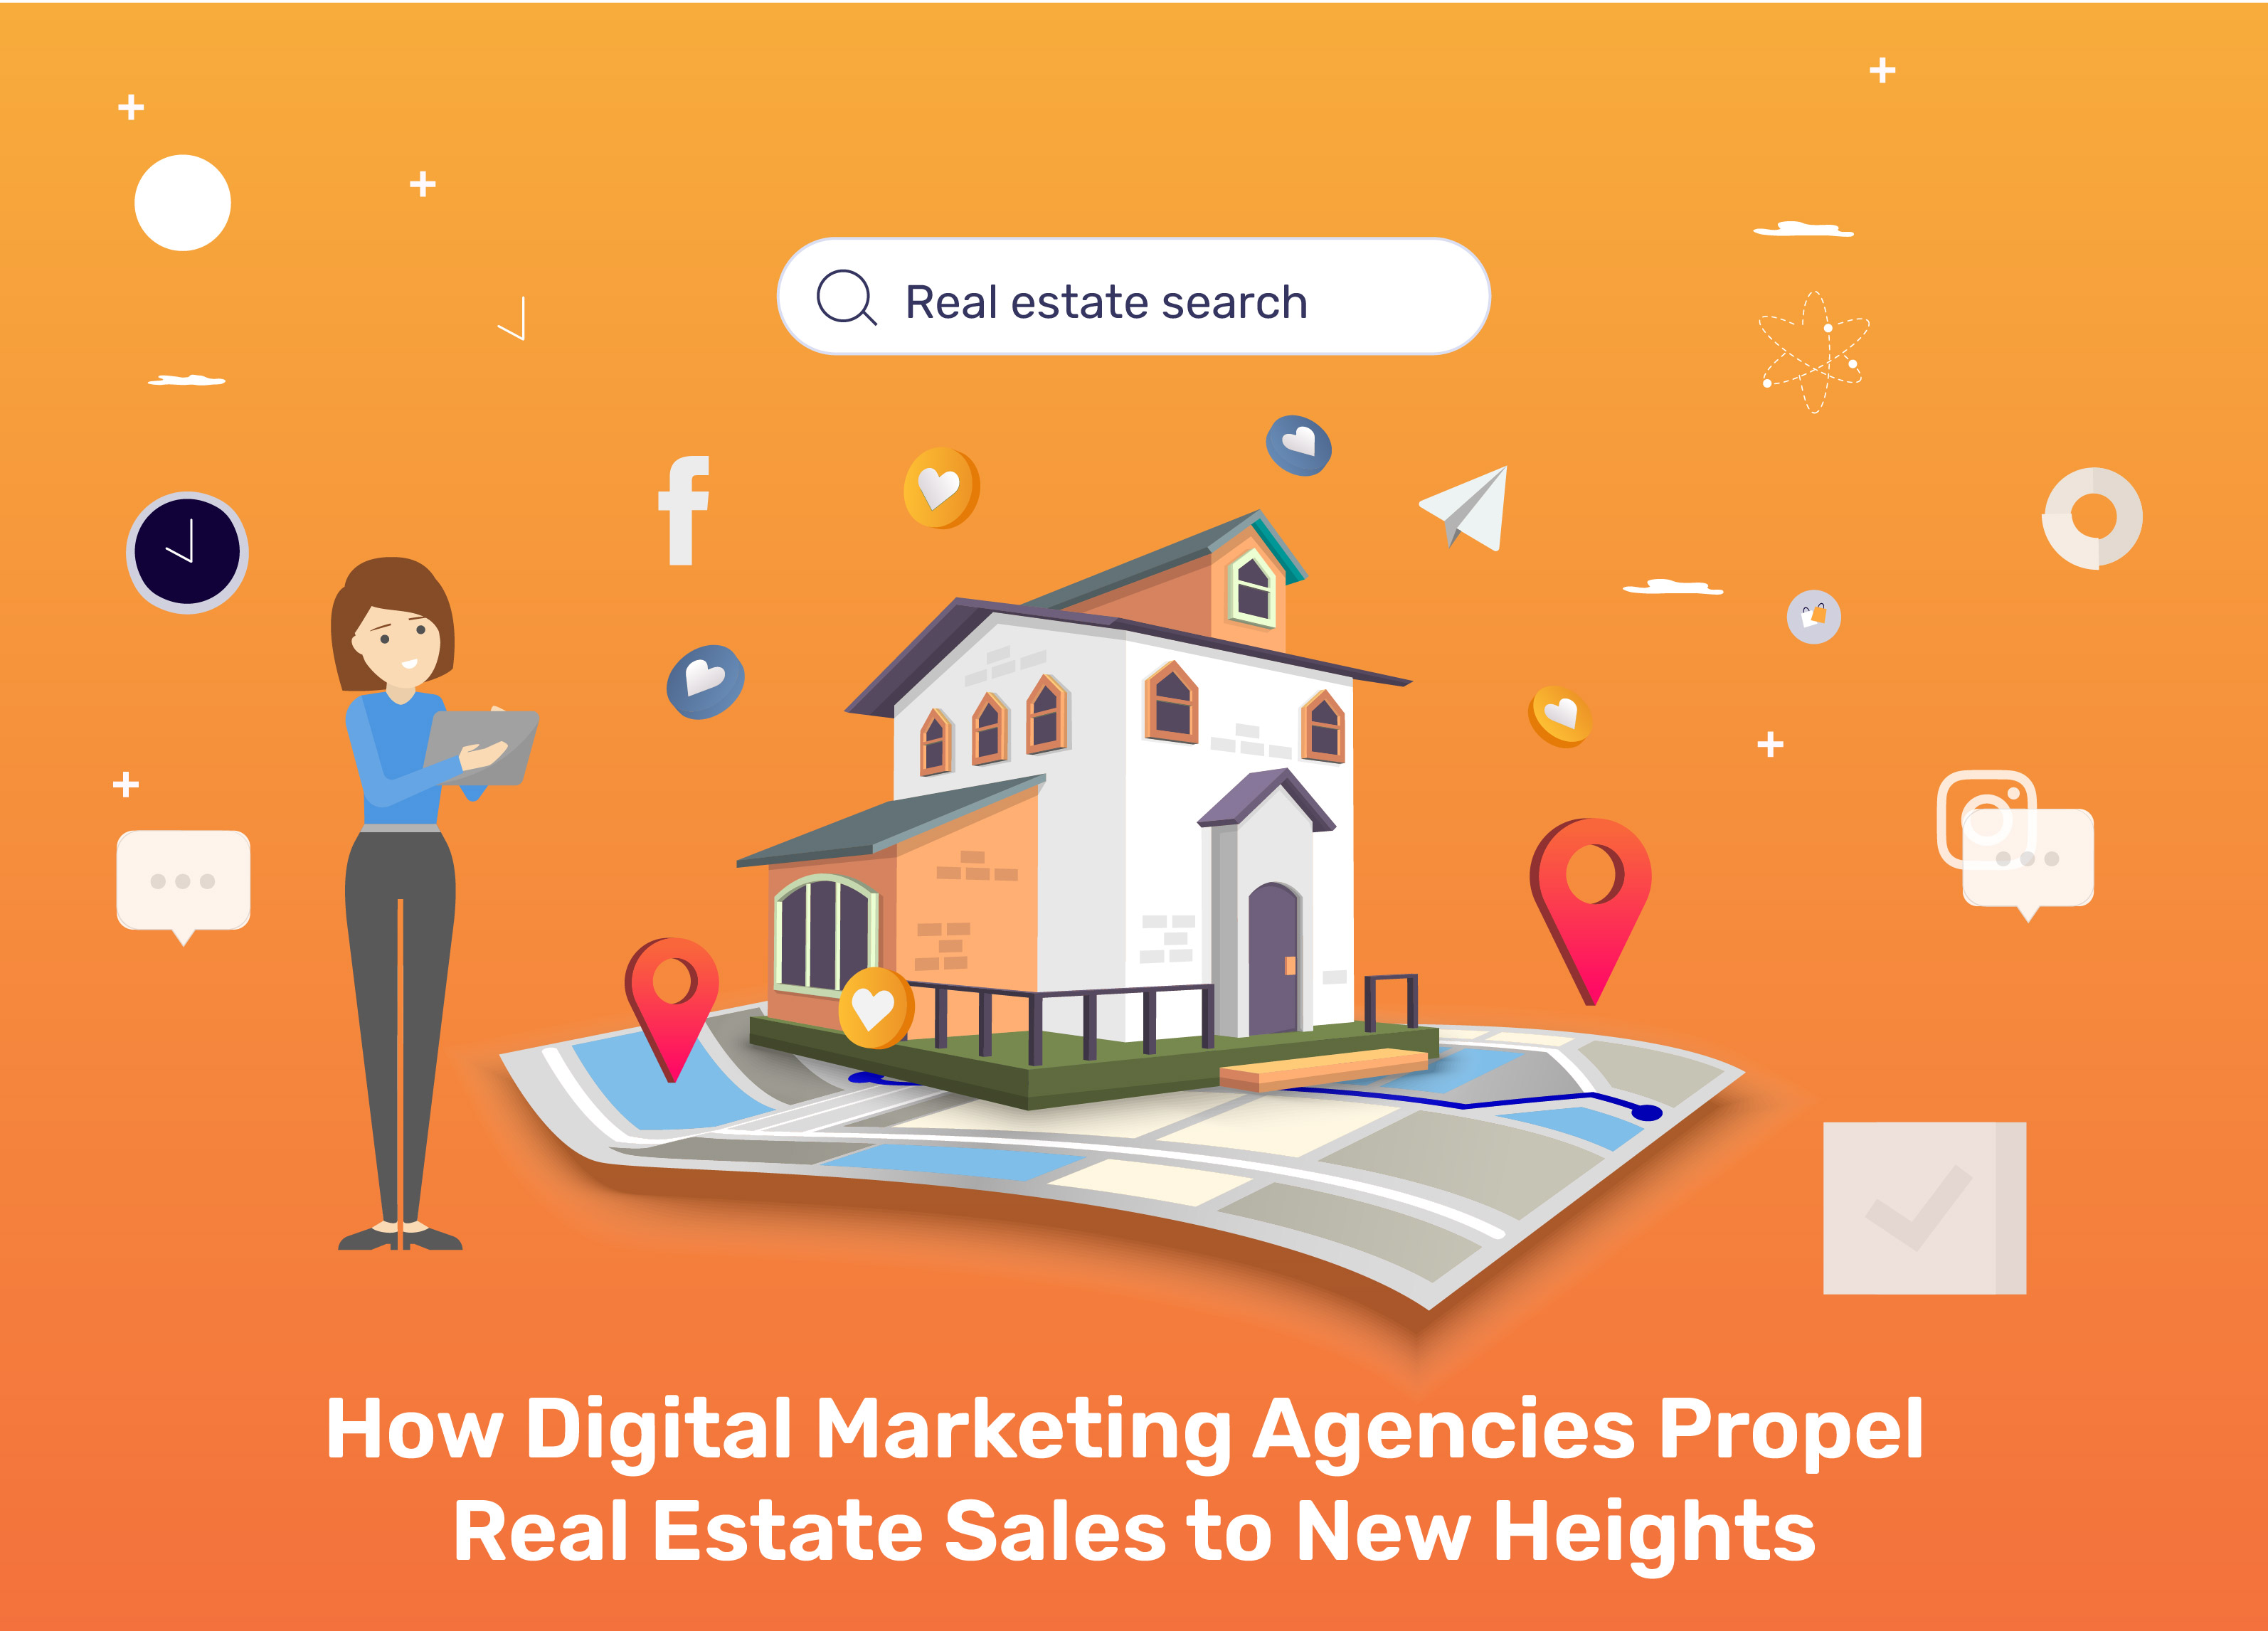 Real estate search
How Digital Marketing Agencies Propel
Real Estate Sales to New Heights